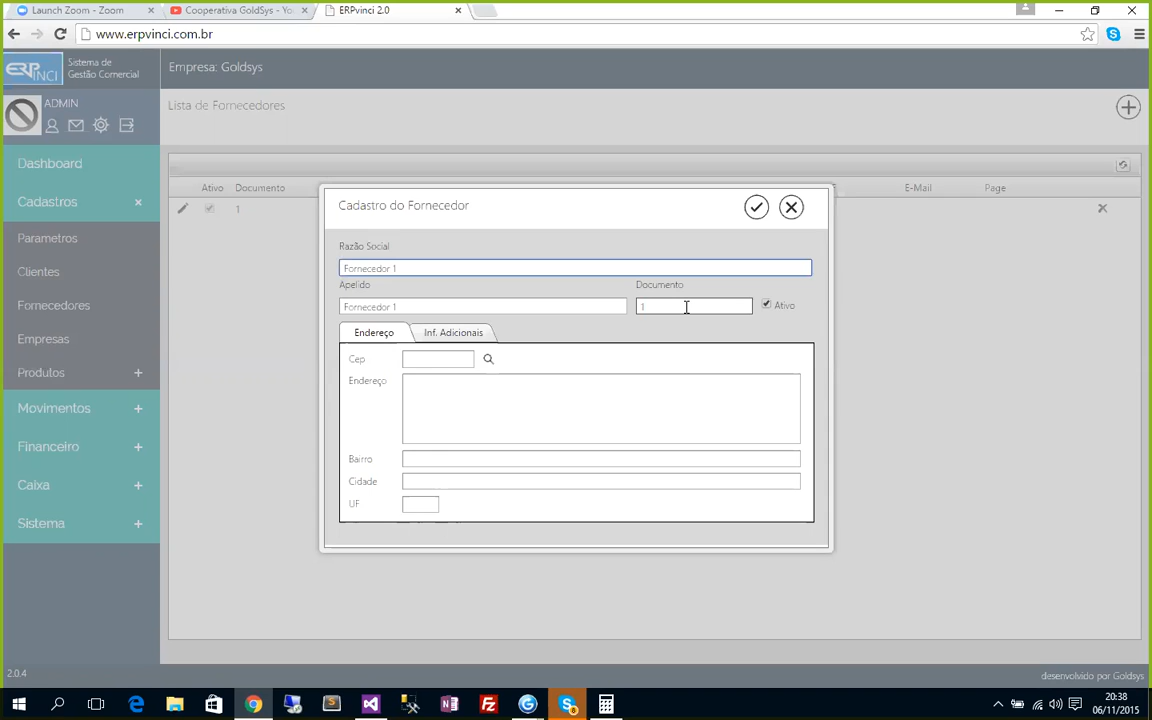 Launch Zoom - Zoom
Cooperativa GoldSys - Yo
ERPvinci 2.0
www.erpvinci.com.br
ERP VINCI
Sistema de
Gestão Comercial
Empresa: Goldsys
ADMIN
Lista de Fornecedores
Dashboard
Cadastros
Parametros
Clientes
Fornecedores
Empresas
Produtos +
Movimentos +
Financeiro +
Caixa +
Sistema +
Ativo Documento E-Mail Page
1
Cadastro do Fornecedor
Razão Social
Fornecedor 1
Apelido Documento
Fornecedor 1 1 Ativo
Endereço Inf. Adicionais
Cep
Endereço
Bairro
Cidade
UF
2.0.4
desenvolvido por Goldsys
20:38
06/11/2015